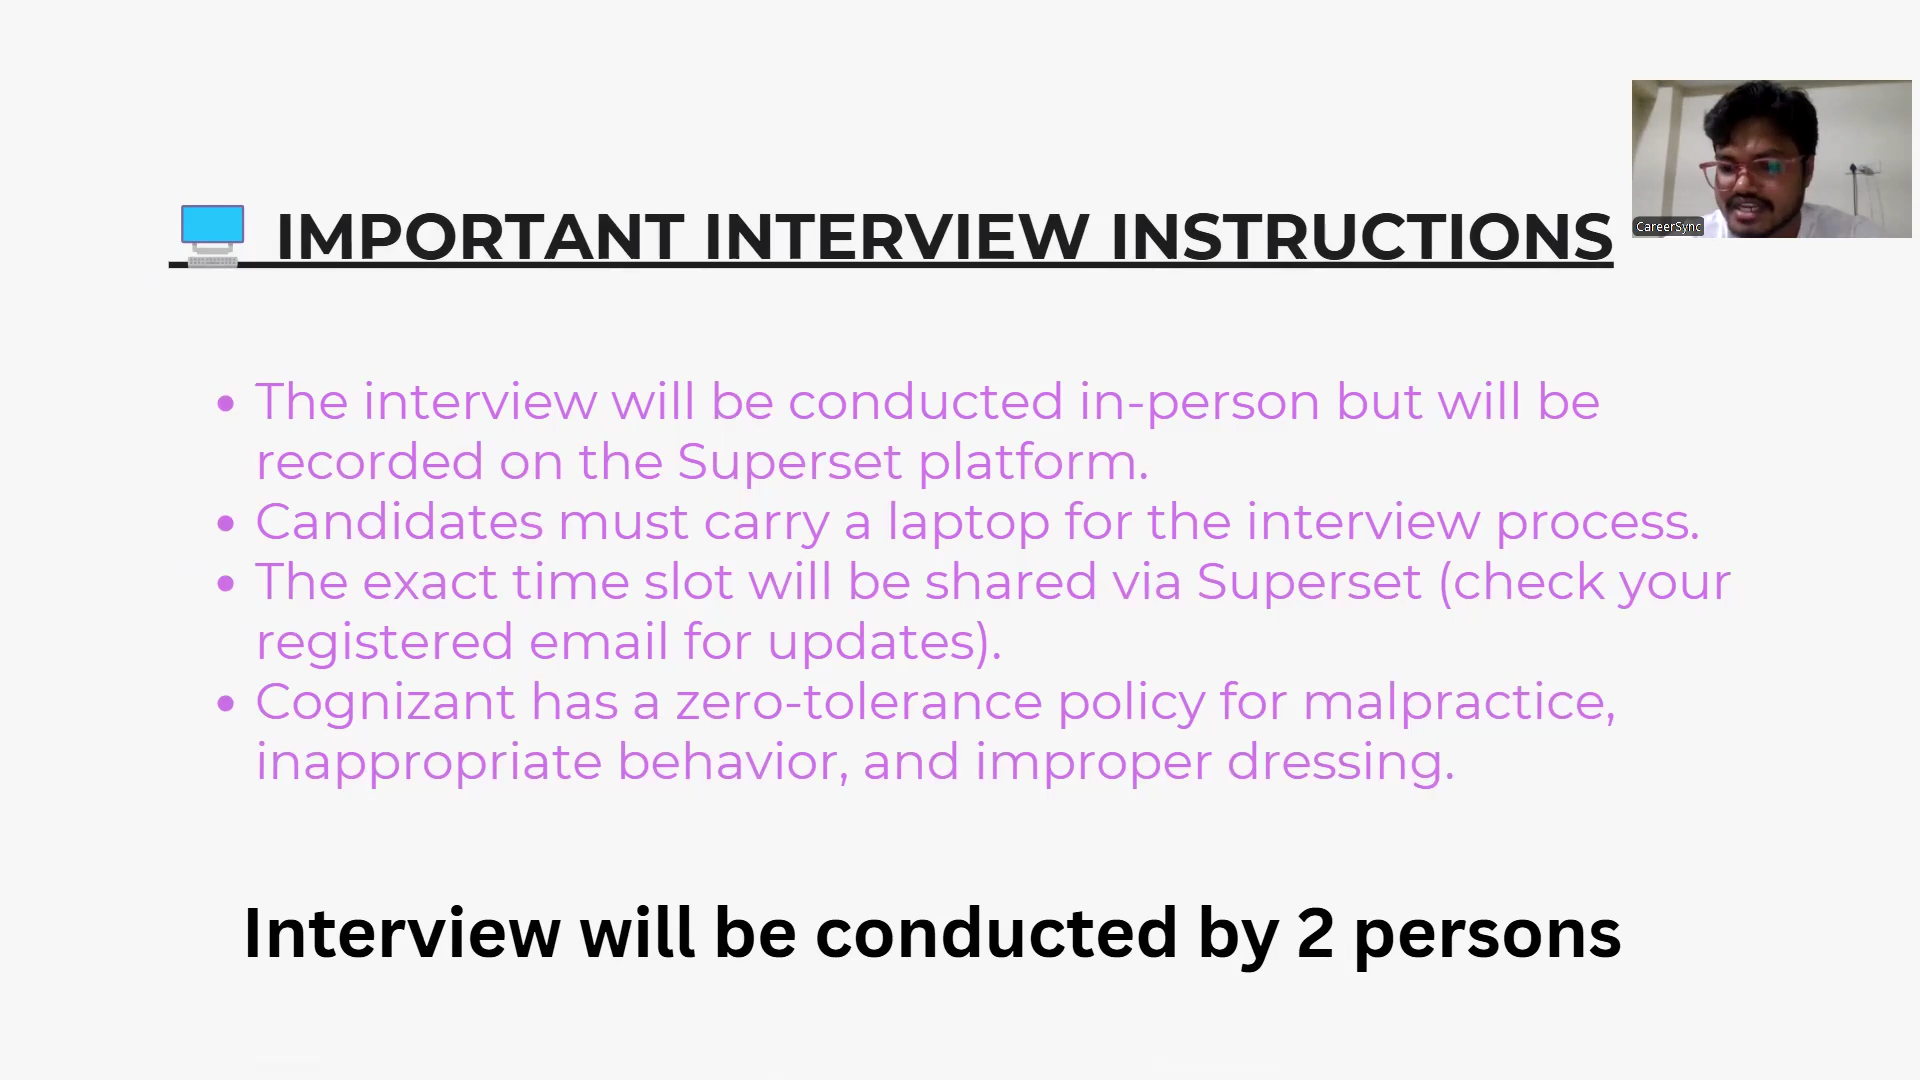 IMPORTANT INTERVIEW INSTRUCTIONS
CareerSync
• The interview will be conducted in-person but will be
recorded on the Superset platform.
• Candidates must carry a laptop for the interview process.
• The exact time slot will be shared via Superset (check your
registered email for updates).
• Cognizant has a zero-tolerance policy for malpractice,
inappropriate behavior, and improper dressing.
Interview will be conducted by 2 persons